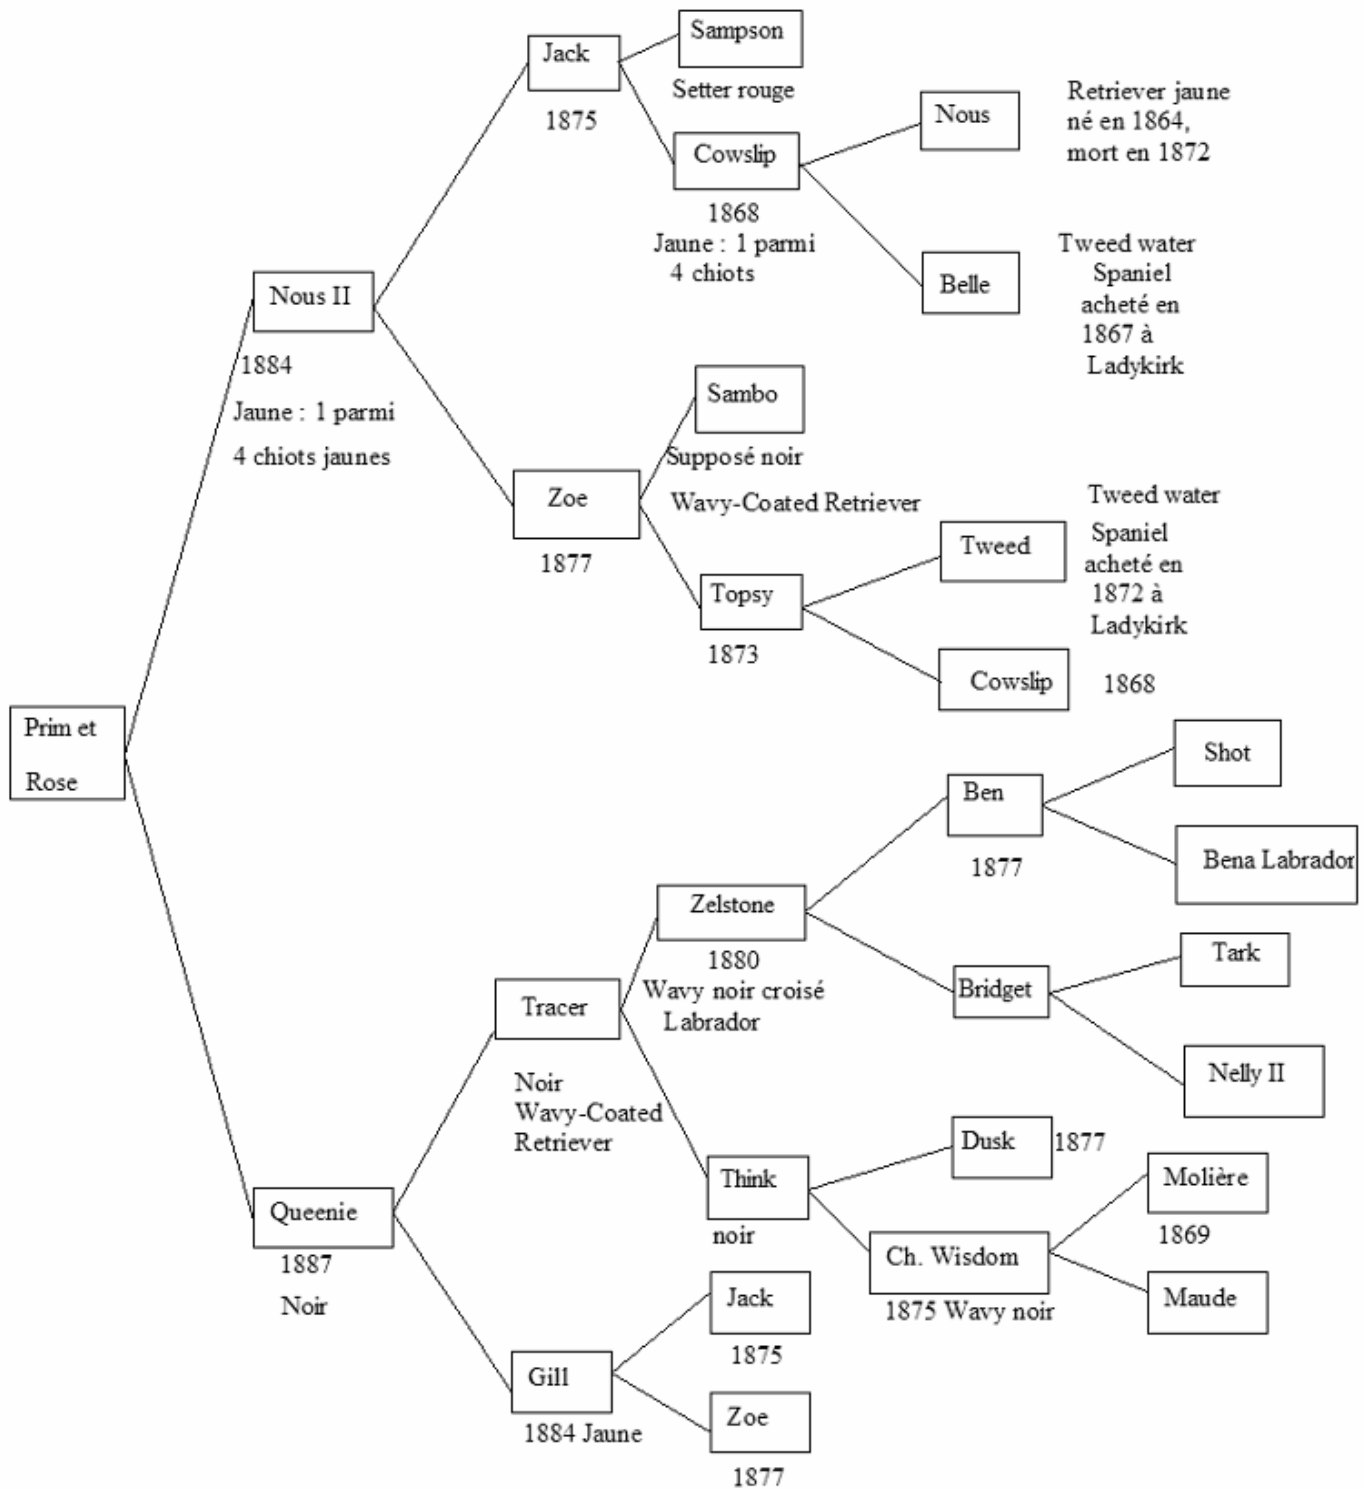 Sampson
Jack
Setter rouge
1875
Retriever jaune
né en 1864,
mort en 1872
Nous
Cowslip
1868
Jaune : 1 parmi
4 chiots
Tweed water
Spaniel
acheté en
1867 à
Ladykirk
Belle
Nous II
1884
Jaune : 1 parmi
4 chiots jaunes
Sambo
Supposé noir
Wavy-Coated Retriever
Zoe
1877
Tweed water
Spaniel
acheté en
1872 à
Ladykirk
Tweed
Topsy
1873
Cowslip
1868
Prim et
Rose
Shot
Ben
1877
Bena Labrador
Zelstone
1880
Wavy noir croisé
Labrador
Tark
Bridget
Nelly II
Tracer
Noir
Wavy-Coated
Retriever
Dusk
1877
Think
noir
Molière
1869
Ch. Wisdom
1875 Wavy noir
Maude
Queenie
1887
Noir
Jack
1875
Gill
1884 Jaune
Zoe
1877